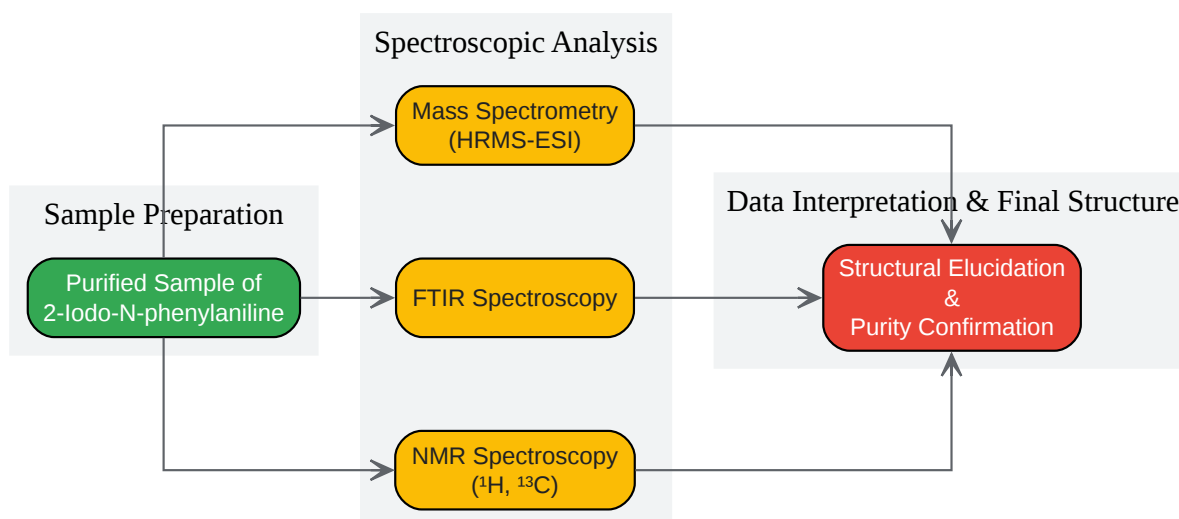 Spectroscopic Analysis
Mass Spectrometry
(HRMS-ESI)
Sample Preparation
Purified Sample of
2-Iodo-N-phenylaniline
FTIR Spectroscopy
NMR Spectroscopy
(¹H, ¹³C)
Data Interpretation & Final Structure
Structural Elucidation
&
Purity Confirmation